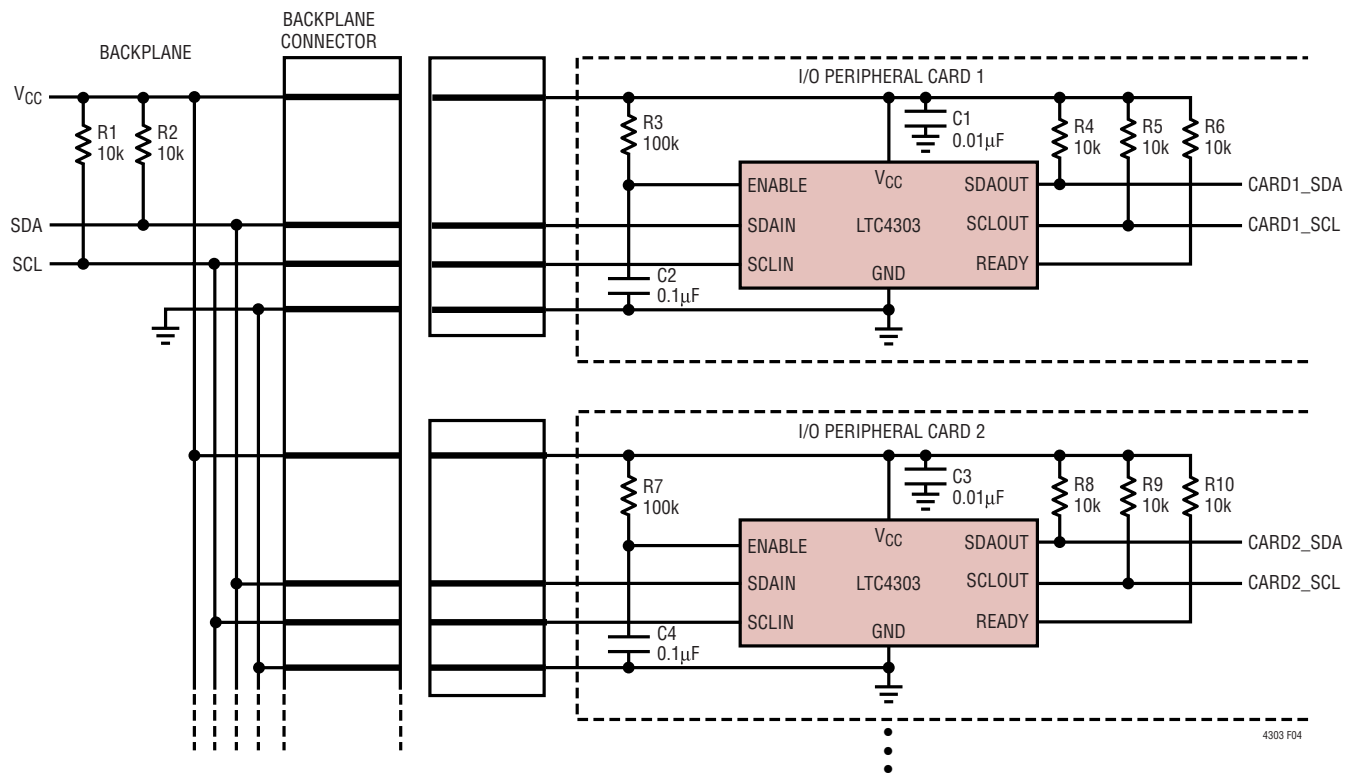 BACKPLANE
BACKPLANE
CONNECTOR
VCC
R1
10k
R2
10k
SDA
SCL
I/O PERIPHERAL CARD 1
R3
100k
C1
0.01µF
R4
10k
R5
10k
R6
10k
ENABLE
VCC
SDAOUT
CARD1_SDA
SDAIN
LTC4303
SCLOUT
CARD1_SCL
SCLIN
GND
READY
C2
0.1µF
I/O PERIPHERAL CARD 2
R7
100k
C3
0.01µF
R8
10k
R9
10k
R10
10k
ENABLE
VCC
SDAOUT
CARD2_SDA
SDAIN
LTC4303
SCLOUT
CARD2_SCL
SCLIN
GND
READY
C4
0.1µF
4303 F04